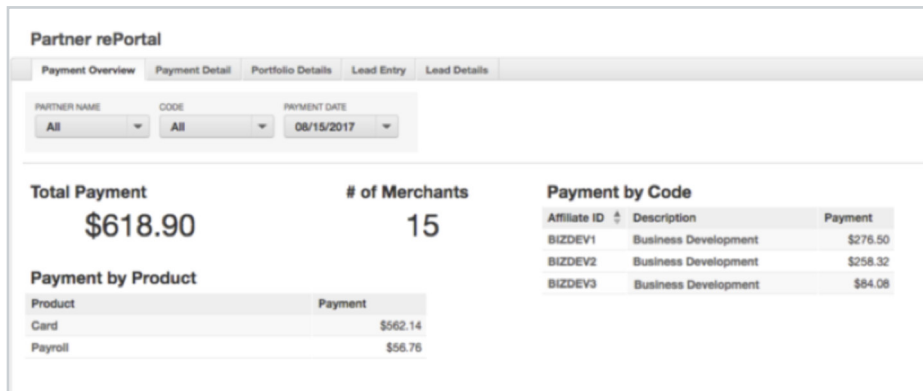 Partner rePortal
Payment Overview Payment Detail Portfolio Details Lead Entry Lead Details
PARTNER NAME CODE PAYMENT DATE
All All 08/15/2017
Total Payment # of Merchants
$618.90 15
Payment by Product
Product Payment
Card $562.14
Payroll $56.76
Payment by Code
Affiliate ID Description Payment
BIZDEV1 Business Development $276.50
BIZDEV2 Business Development $258.32
BIZDEV3 Business Development $84.08